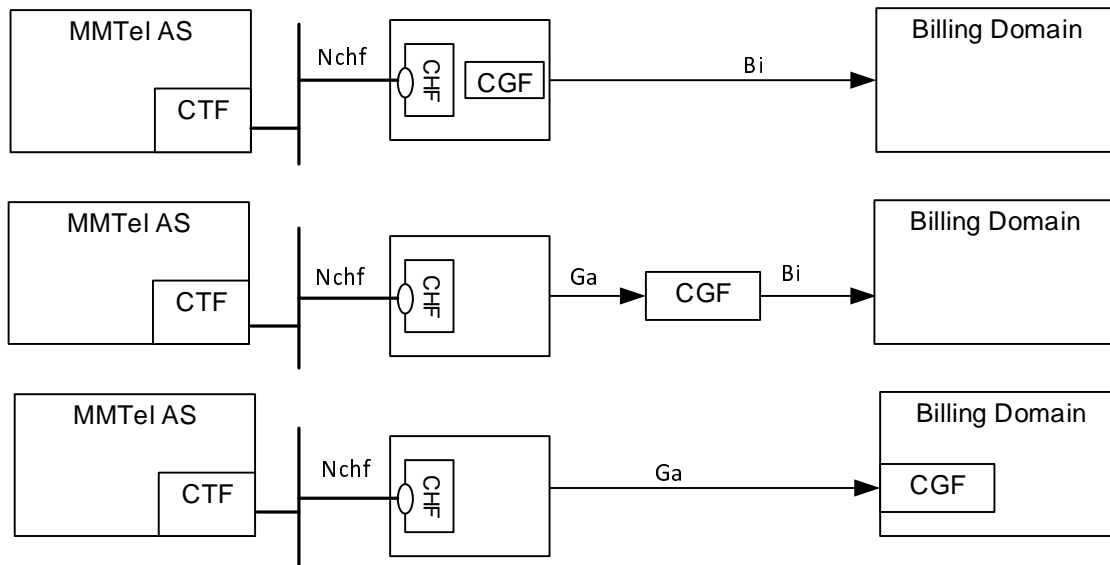 MMTel AS
CTF
Nchf
CHF
CGF
Bi
Billing Domain
MMTel AS
CTF
Nchf
CHF
Ga
CGF
Bi
Billing Domain
MMTel AS
CTF
Nchf
CHF
Ga
Billing Domain
CGF